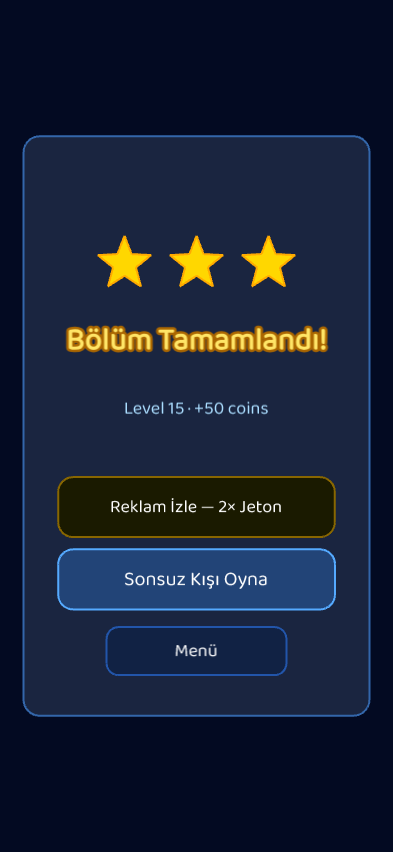 Bölüm Tamamlandı!
Level 15 · +50 coins
Reklam İzle — 2× Jeton
Sonsuz Kışı Oyna
Menü